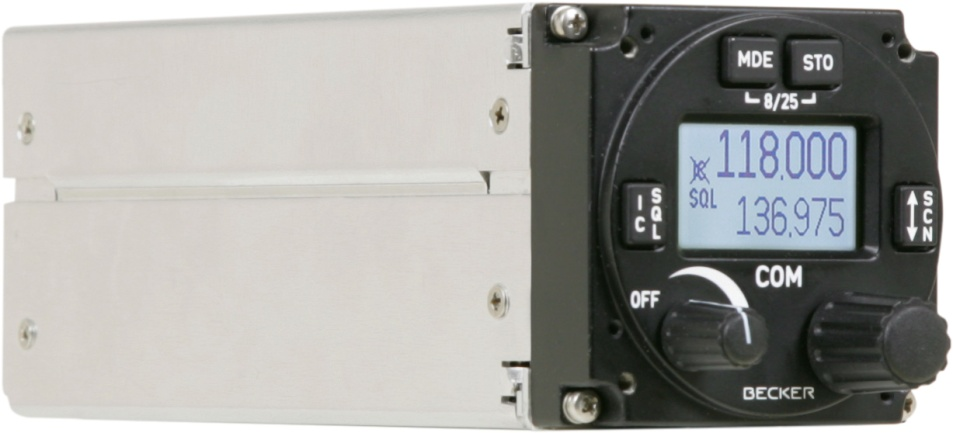 MDE STO
8/25
118.000
SQL 136.975
IC SQL
SCN
COM
OFF
BECKER